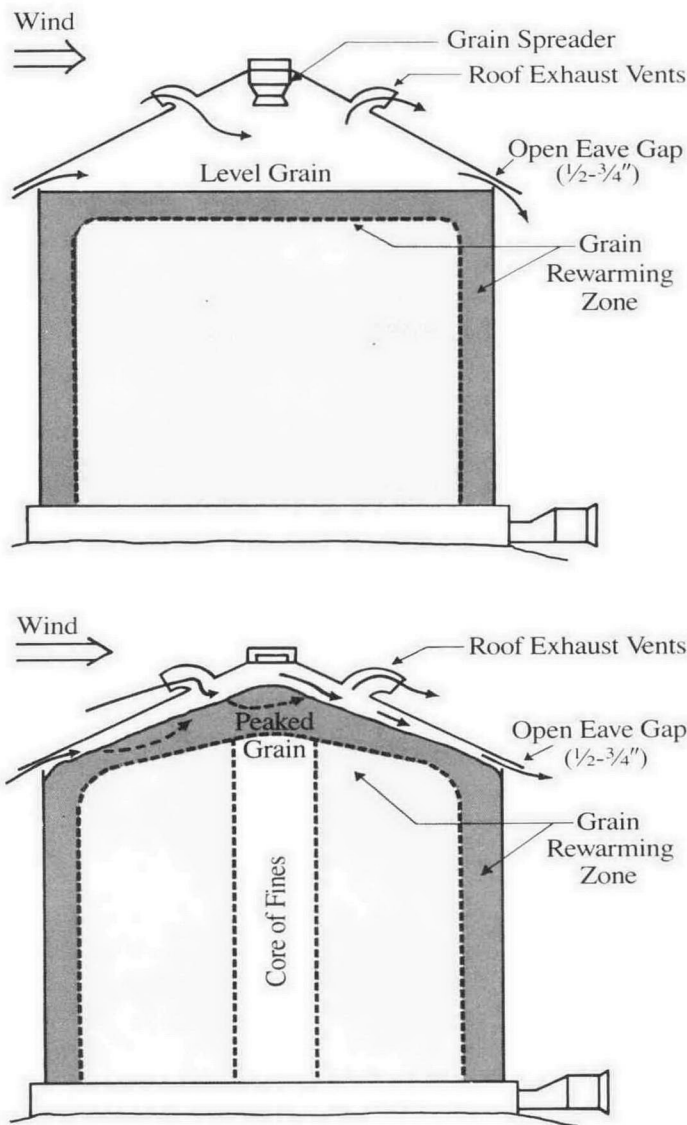 Wind
Grain Spreader
Roof Exhaust Vents
Open Eave Gap
(½-¾")
Level Grain
Grain
Rewarming
Zone
Wind
Roof Exhaust Vents
Peaked
Grain
Open Eave Gap
(½-¾")
Grain
Rewarming
Zone
Core of Fines